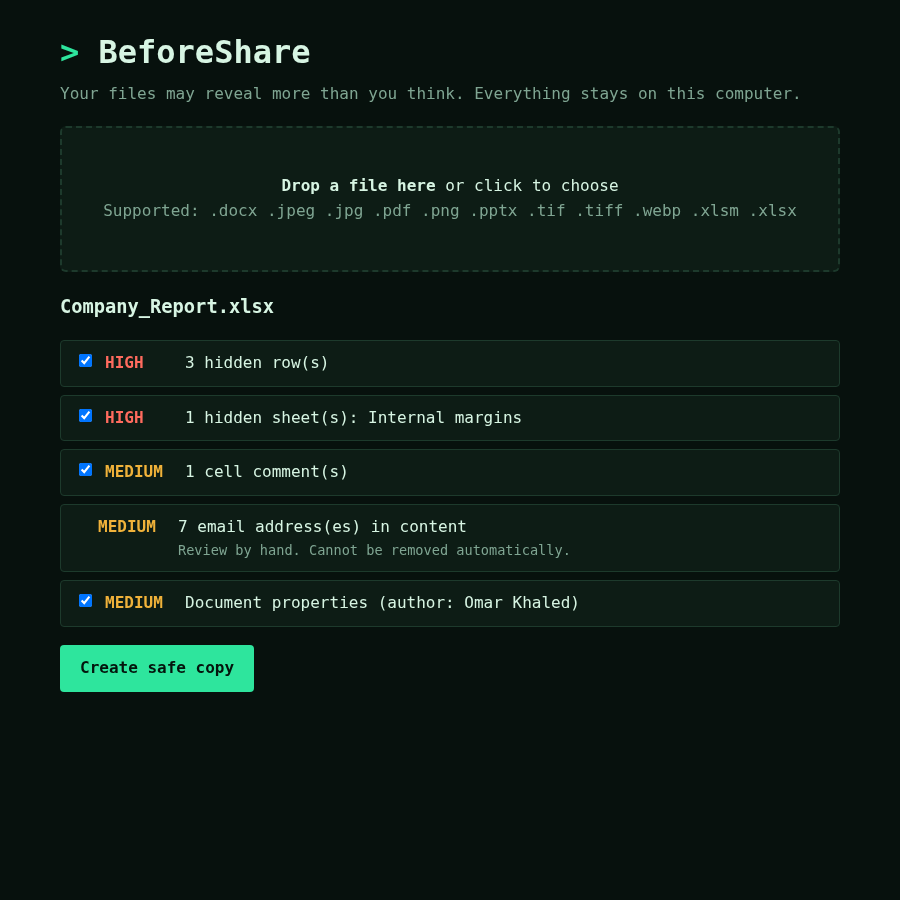 > BeforeShare
Your files may reveal more than you think. Everything stays on this computer.
Drop a file here or click to choose
Supported: .docx .jpeg .jpg .pdf .png .pptx .tif .tiff .webp .xlsm .xlsx
Company_Report.xlsx
HIGH 3 hidden row(s)
HIGH 1 hidden sheet(s): Internal margins
MEDIUM 1 cell comment(s)
MEDIUM 7 email address(es) in content
Review by hand. Cannot be removed automatically.
MEDIUM Document properties (author: Omar Khaled)
Create safe copy